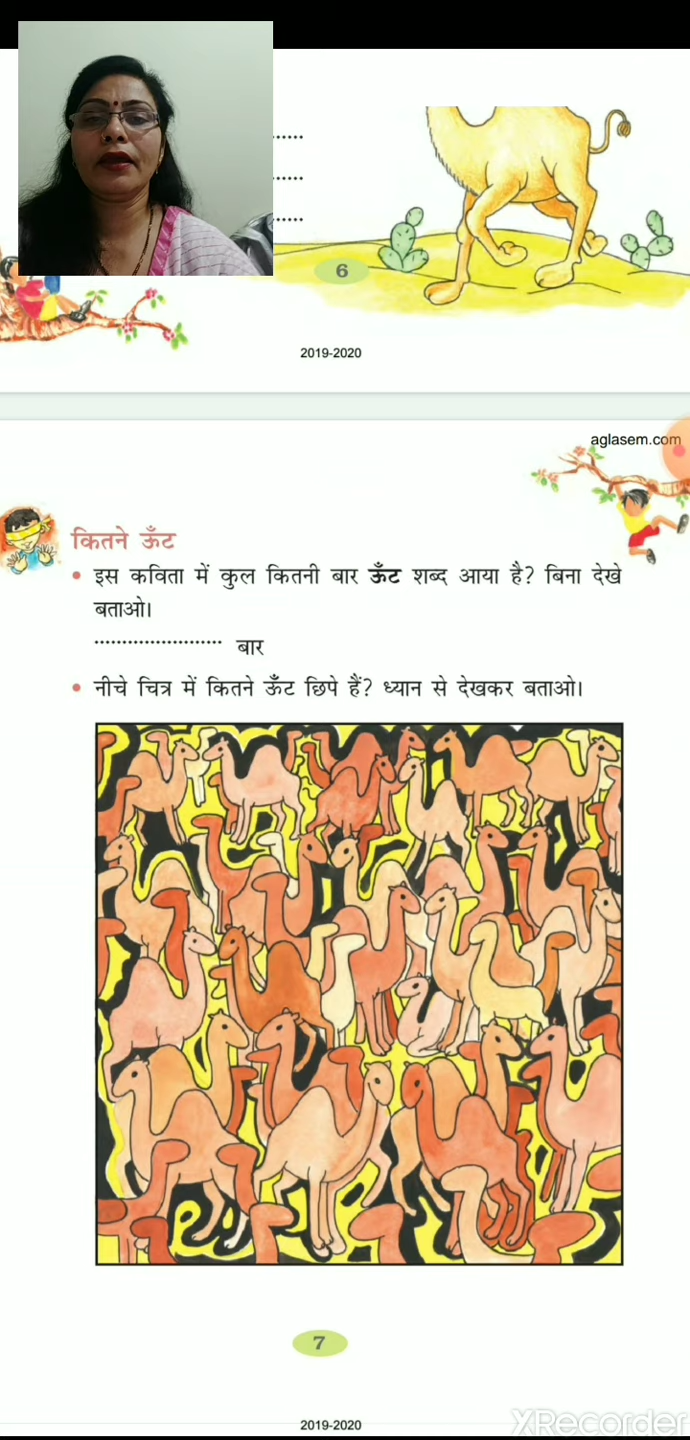 ......
......
......
6
2019-2020
aglasem.com
कितने ऊँट
• इस कविता में कुल कितनी बार ऊँट शब्द आया है? बिना देखे
बताओ।
....................... बार
• नीचे चित्र में कितने ऊँट छिपे हैं? ध्यान से देखकर बताओ।
7
2019-2020
XRecorder